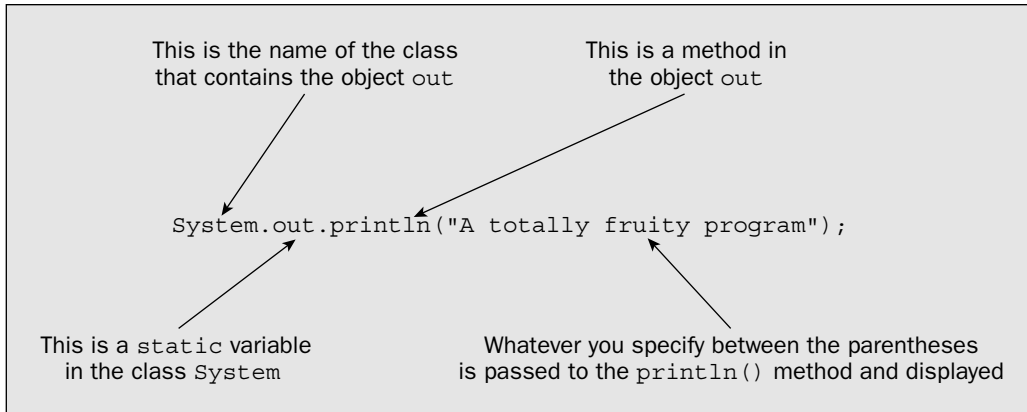 This is the name of the class
that contains the object out
This is a method in
the object out
System.out.println("A totally fruity program");
This is a static variable
in the class System
Whatever you specify between the parentheses
is passed to the println() method and displayed